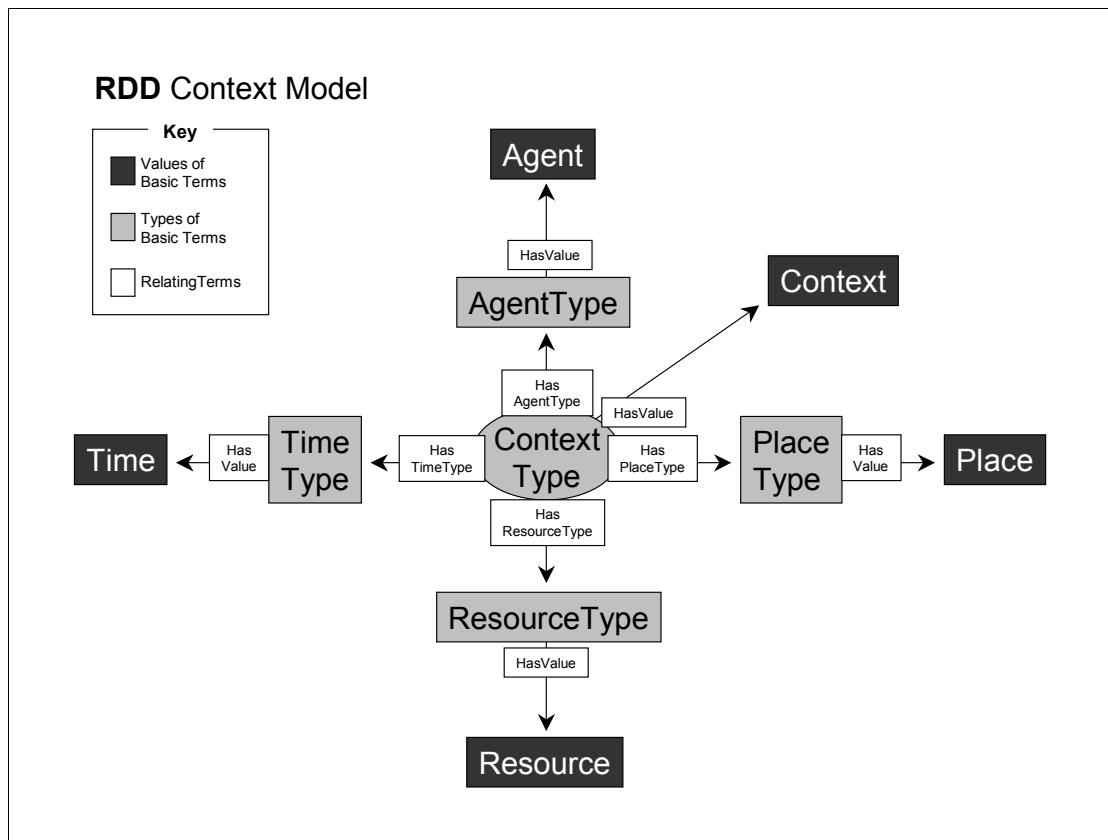 RDD Context Model
Key
Values of
Basic Terms
Types of
Basic Terms
RelatingTerms
Agent
HasValue
AgentType
Context
Has
AgentType
HasValue
Time
Has
Value
Time
Type
Has
TimeType
Context
Type
Has
PlaceType
Place
Type
Has
Value
Place
Has
ResourceType
ResourceType
HasValue
Resource